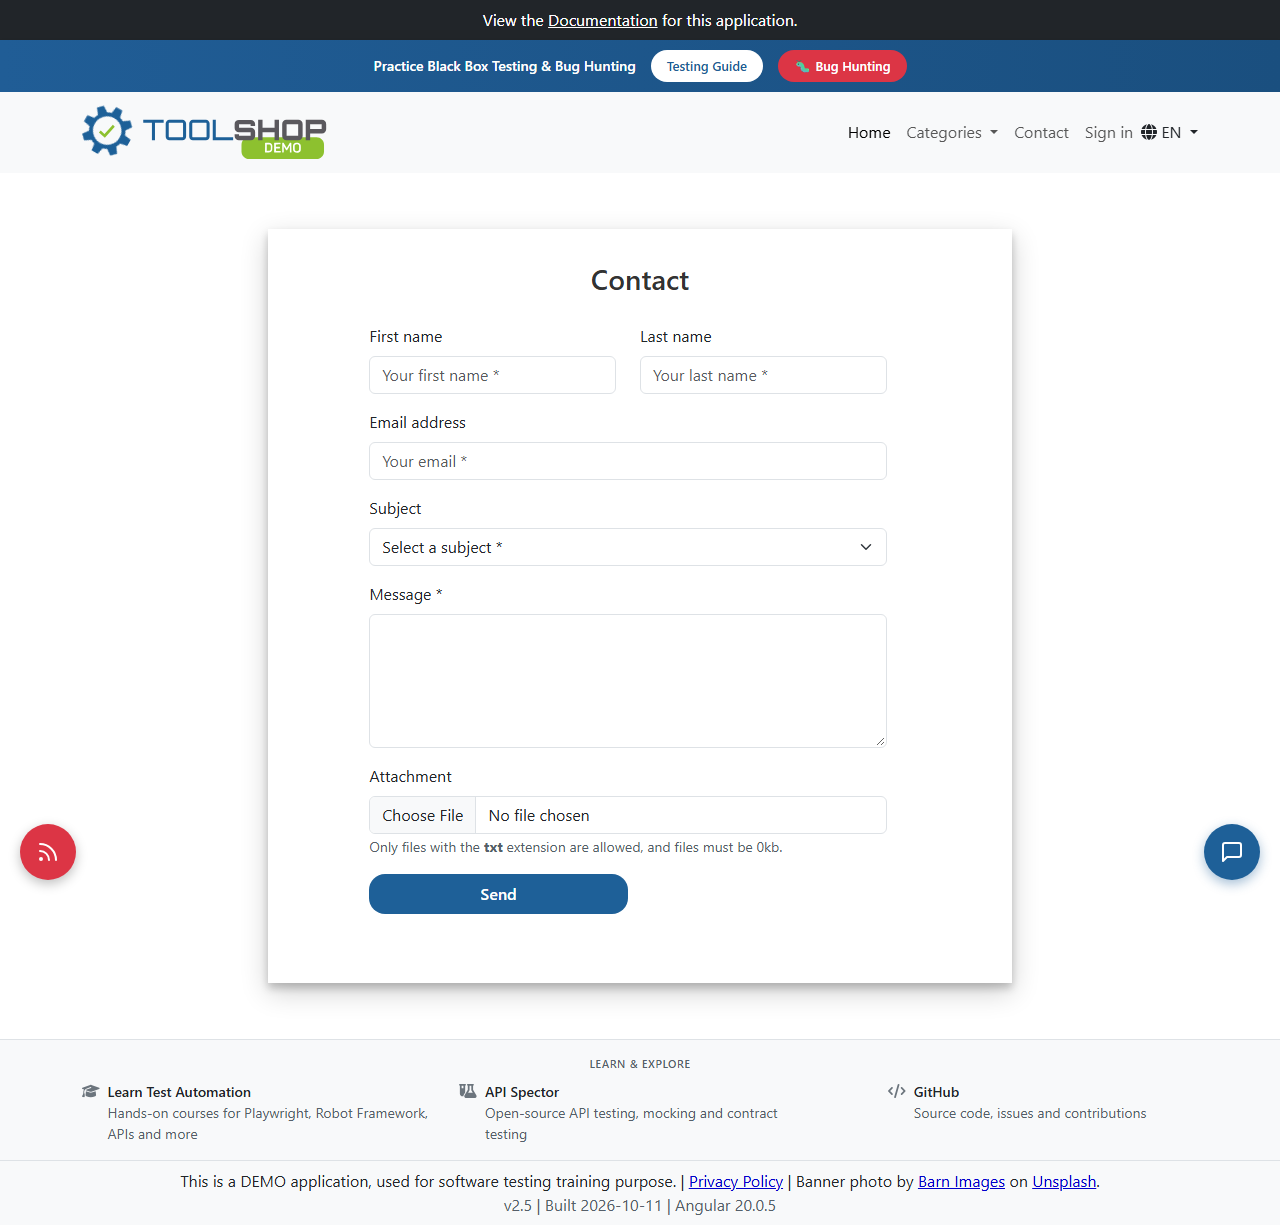 View the Documentation for this application.
Practice Black Box Testing & Bug Hunting Testing Guide Bug Hunting
TOOLSHOP
DEMO
Home Categories Contact Sign in EN
Contact
First name Last name
Your first name * Your last name *
Email address
Your email *
Subject
Select a subject *
Message *
Attachment
Choose File No file chosen
Only files with the txt extension are allowed, and files must be 0kb.
Send
LEARN & EXPLORE
Learn Test Automation
Hands-on courses for Playwright, Robot Framework,
APIs and more
API Spector
Open-source API testing, mocking and contract
testing
GitHub
Source code, issues and contributions
This is a DEMO application, used for software testing training purpose. | Privacy Policy | Banner photo by Barn Images on Unsplash.
v2.5 | Built 2026-10-11 | Angular 20.0.5